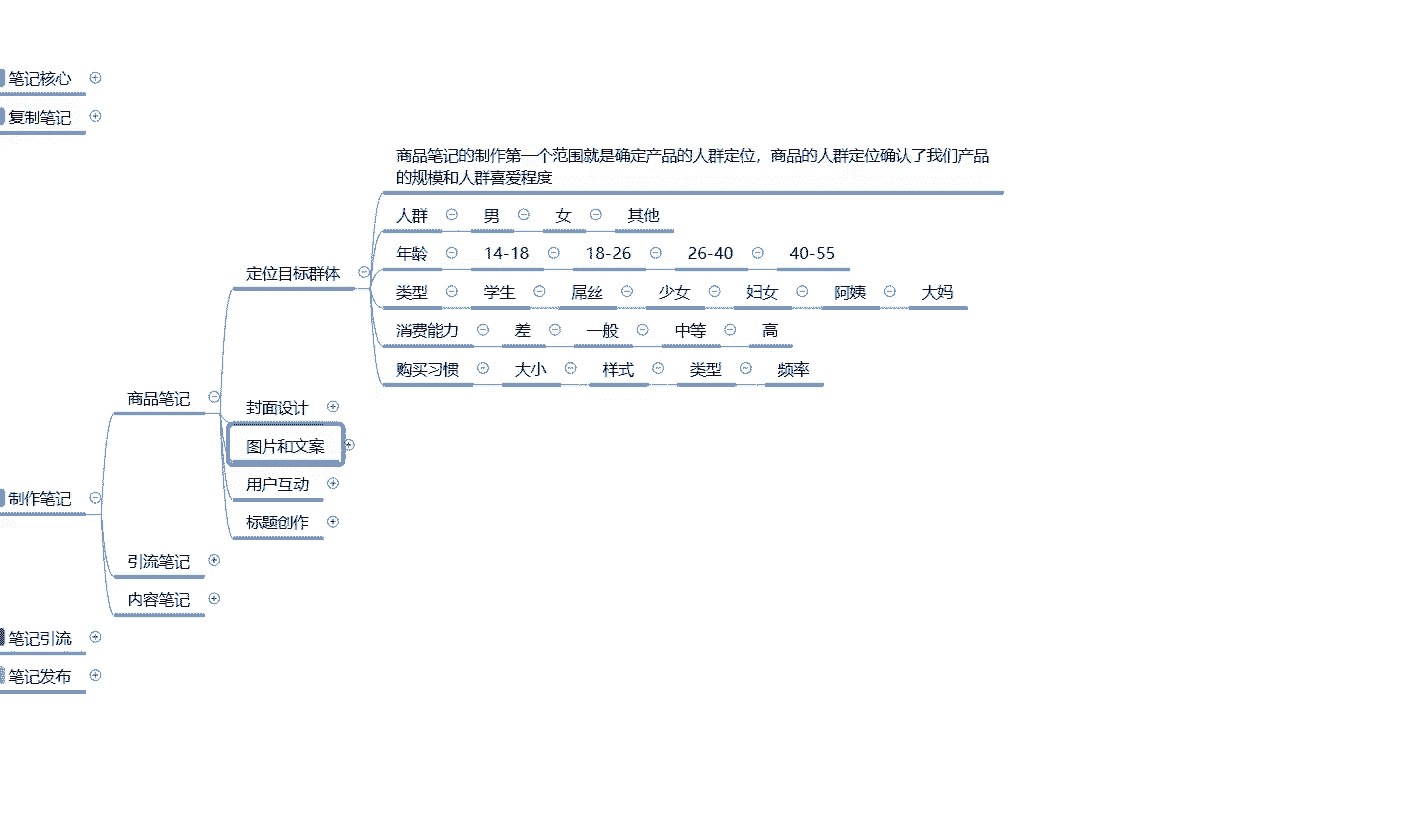 笔记核心
复制笔记
商品笔记的制作第一个范围就是确定产品的人群定位，商品的人群定位确认了我们产品
的规模和人群喜爱程度
人群 男 女 其他
年龄 14-18 18-26 26-40 40-55
定位目标群体
类型 学生 屌丝 少女 妇女 阿姨 大妈
消费能力 差 一般 中等 高
购买习惯 大小 样式 类型 频率
商品笔记
封面设计
图片和文案
用户互动
制作笔记
标题创作
引流笔记
内容笔记
笔记引流
笔记发布